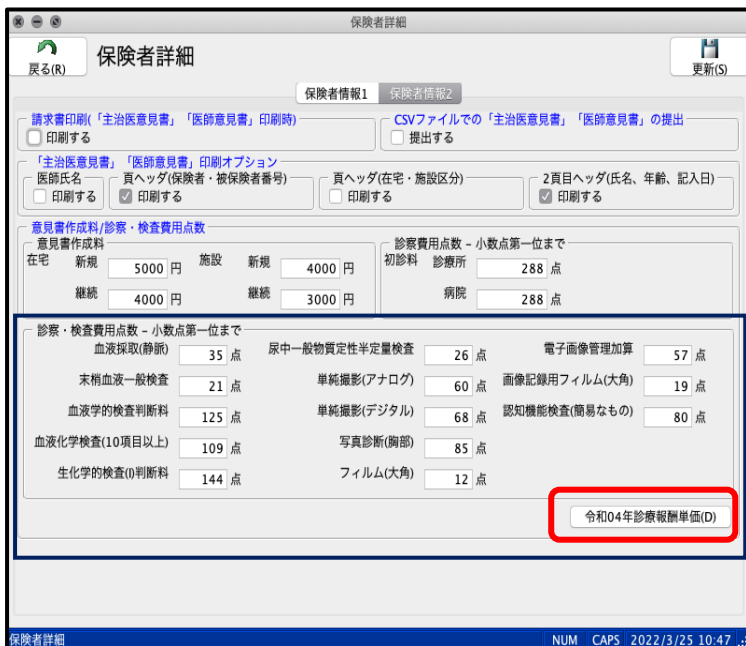 保険者詳細
戻る(R)
保険者詳細
更新(S)
保険者情報1 保険者情報2
請求書印刷(「主治医意見書」「医師意見書」印刷時)
CSVファイルでの「主治医意見書」「医師意見書」の提出
印刷する
提出する
「主治医意見書」「医師意見書」印刷オプション
医師氏名 頁ヘッダ(保険者・被保険者番号) 頁ヘッダ(在宅・施設区分) 2頁目ヘッダ(氏名、年齢、記入日)
印刷する 印刷する 印刷する 印刷する
意見書作成料/診察・検査費用点数
意見書作成料 診察費用点数 – 小数点第一位まで
在宅 新規 5000 円 施設 新規 4000 円 初診料 診療所 288 点
継続 4000 円 継続 3000 円 病院 288 点
診察・検査費用点数 – 小数点第一位まで
血液採取(静脈) 35 点 尿中一般物質定性半定量検査 26 点 電子画像管理加算 57 点
末梢血液一般検査 21 点 単純撮影(アナログ) 60 点 画像記録用フィルム(大角) 19 点
血液学的検査判断料 125 点 単純撮影(デジタル) 68 点 認知機能検査(簡易なもの) 80 点
血液化学検査(10項目以上) 109 点 写真診断(胸部) 85 点
生化学的検査(I)判断料 144 点 フィルム(大角) 12 点
令和04年診療報酬単価(D)
保険者詳細 NUM CAPS 2022/3/25 10:47